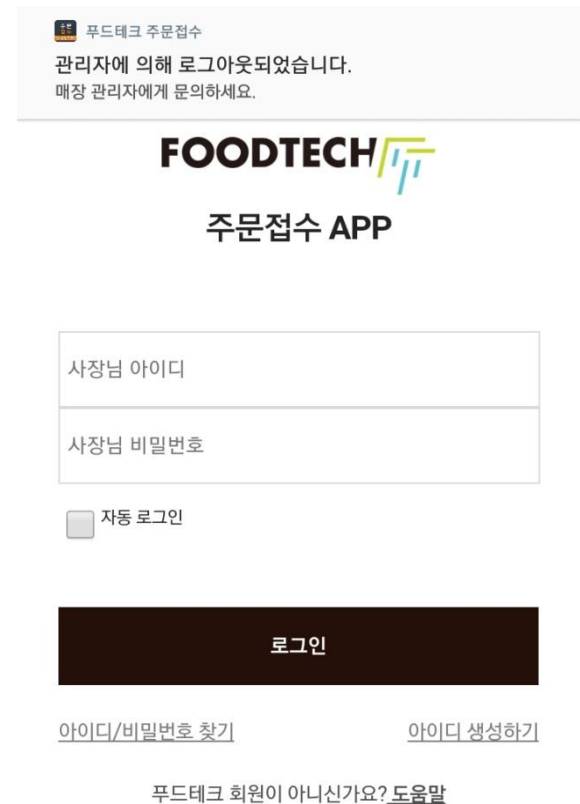 푸드테크 주문접수
관리자에 의해 로그아웃되었습니다.
매장 관리자에게 문의하세요.
FOODTECH
주문접수 APP
사장님 아이디
사장님 비밀번호
자동 로그인
로그인
아이디/비밀번호 찾기 아이디 생성하기
푸드테크 회원이 아니신가요? 도움말